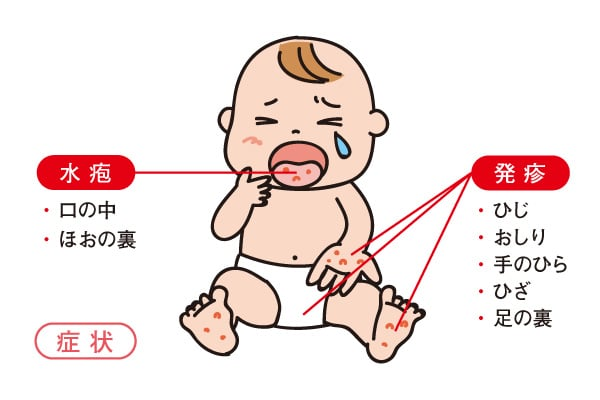 水疱
・口の中
・ほおの裏
症状
発疹
・ひじ
・おしり
・手のひら
・ひざ
・足の裏